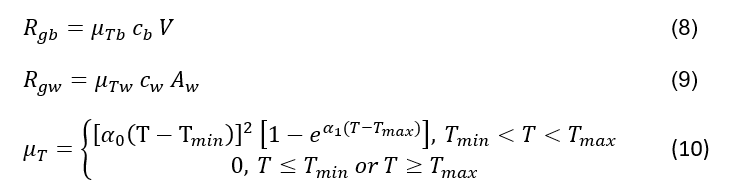 R_{gb} = μ_{Tb} c_b V (8)
R_{gw} = μ_{Tw} c_w A_w (9)
μ_T = { [α_0(T − T_{min})]^2 [1 − e^{α_1(T−T_{max})}], T_{min} < T < T_{max} (10)
0, T ≤ T_{min} or T ≥ T_{max}